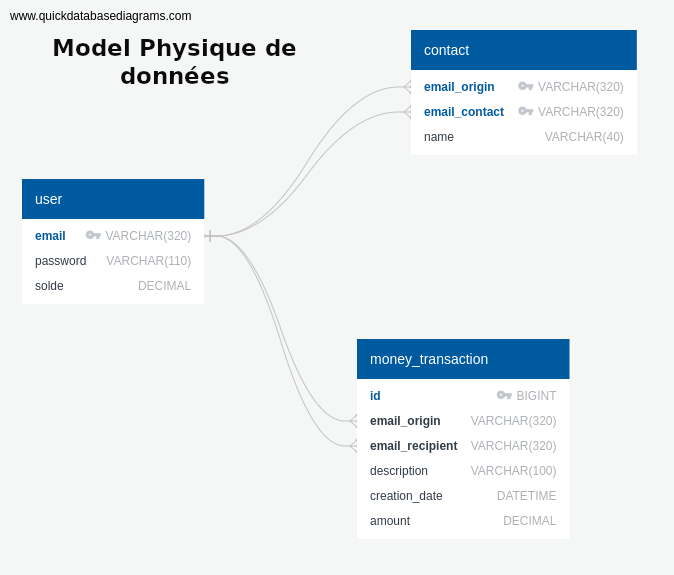 www.quickdatabasediagrams.com
Model Physique de
données
contact
email_origin VARCHAR(320)
email_contact VARCHAR(320)
name VARCHAR(40)
user
email VARCHAR(320)
password VARCHAR(110)
solde DECIMAL
money_transaction
id BIGINT
email_origin VARCHAR(320)
email_recipient VARCHAR(320)
description VARCHAR(100)
creation_date DATETIME
amount DECIMAL